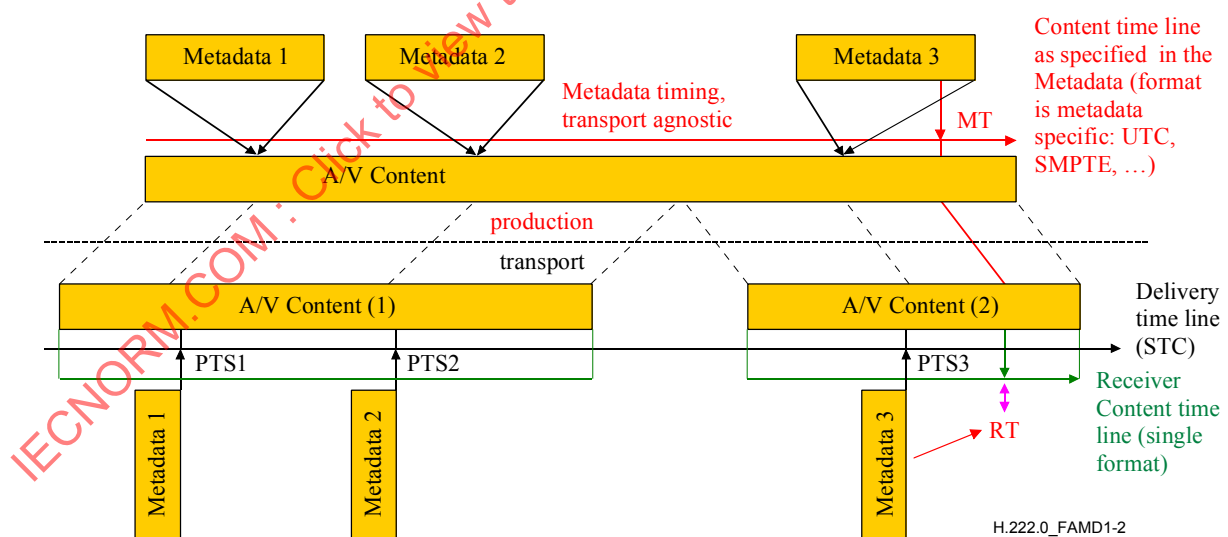 Metadata 1
Metadata 2
Metadata 3
Content time line
as specified in the
Metadata (format
is metadata
specific: UTC,
SMPTE, …)
Metadata timing,
transport agnostic
MT
A/V Content
production
transport
A/V Content (1)
A/V Content (2)
Delivery
time line
(STC)
PTS1
PTS2
PTS3
Receiver
Content time
line (single
format)
RT
Metadata 1
Metadata 2
Metadata 3
H.222.0_FAMD1-2
IECNORM.COM : Click to view t